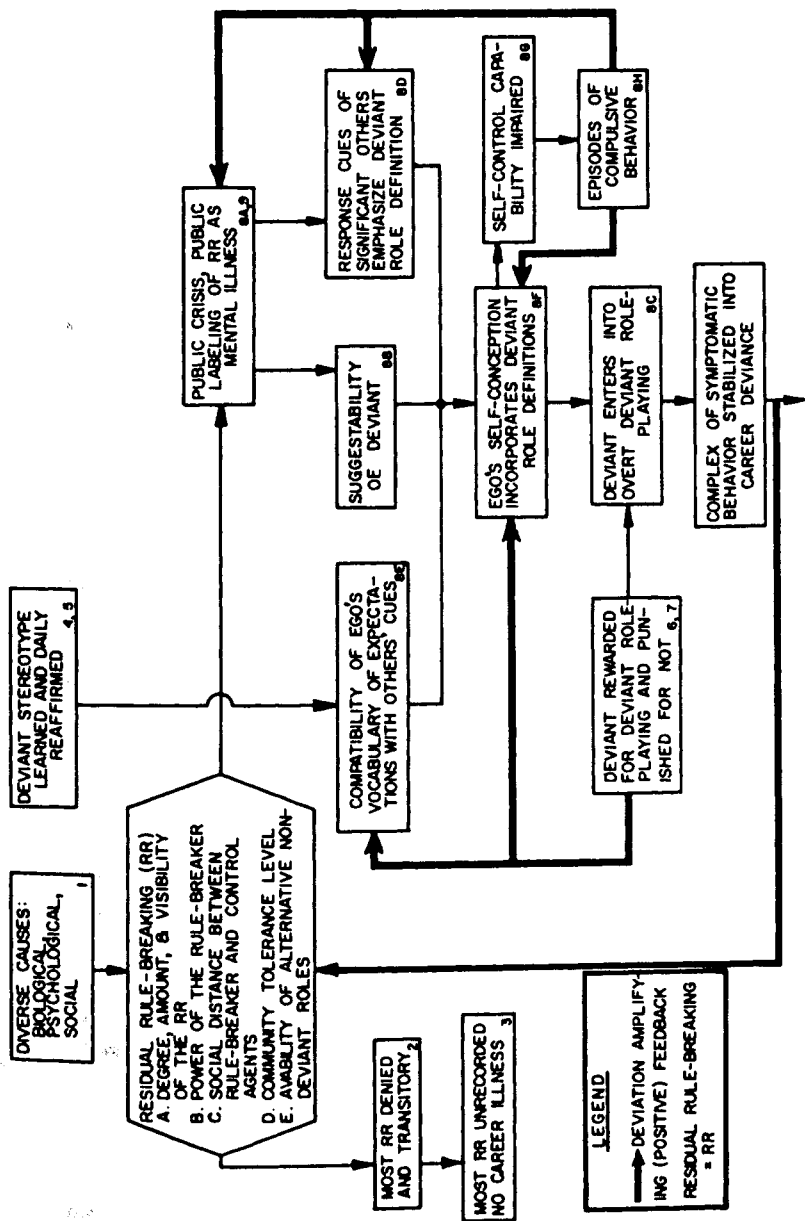 DIVERSE CAUSES:
BIOLOGICAL,
PSYCHOLOGICAL,
SOCIAL
1
DEVIANT STEREOTYPE
LEARNED AND DAILY
REAFFIRMED
4, 5
RESIDUAL RULE-BREAKING (RR)
A. DEGREE, AMOUNT, & VISIBILITY
OF THE RR
B. POWER OF THE RULE-BREAKER
C. SOCIAL DISTANCE BETWEEN
RULE-BREAKER AND CONTROL
AGENTS
D. COMMUNITY TOLERANCE LEVEL
E. AVABILITY OF ALTERNATIVE NON-
DEVIANT ROLES
PUBLIC CRISIS, PUBLIC
LABELING OF RR AS
MENTAL ILLNESS
8A,9
MOST RR DENIED
AND TRANSITORY
2
MOST RR UNRECORDED
NO CAREER ILLNESS
3
COMPATIBILITY OF EGO'S
VOCABULARY OF EXPECTA-
TIONS WITH OTHERS' CUES
8E
SUGGESTABILITY
OE DEVIANT
8B
RESPONSE CUES OF
SIGNIFICANT OTHERS
EMPHASIZE DEVIANT
ROLE DEFINITION
8D
EGO'S SELF-CONCEPTION
INCORPORATES DEVIANT
ROLE DEFINITIONS
8F
SELF-CONTROL CAPA-
BILITY IMPAIRED
8G
EPISODES OF
COMPULSIVE
BEHAVIOR
8H
DEVIANT REWARDED
FOR DEVIANT ROLE
PLAYING AND PUN-
ISHED FOR NOT
6, 7
DEVIANT ENTERS INTO
OVERT DEVIANT ROLE-
PLAYING
8C
COMPLEX OF SYMPTOMATIC
BEHAVIOR STABILIZED INTO
CAREER DEVIANCE
LEGEND
DEVIATION AMPLIFY-
ING (POSITIVE) FEEDBACK
RESIDUAL RULE-BREAKING
= RR